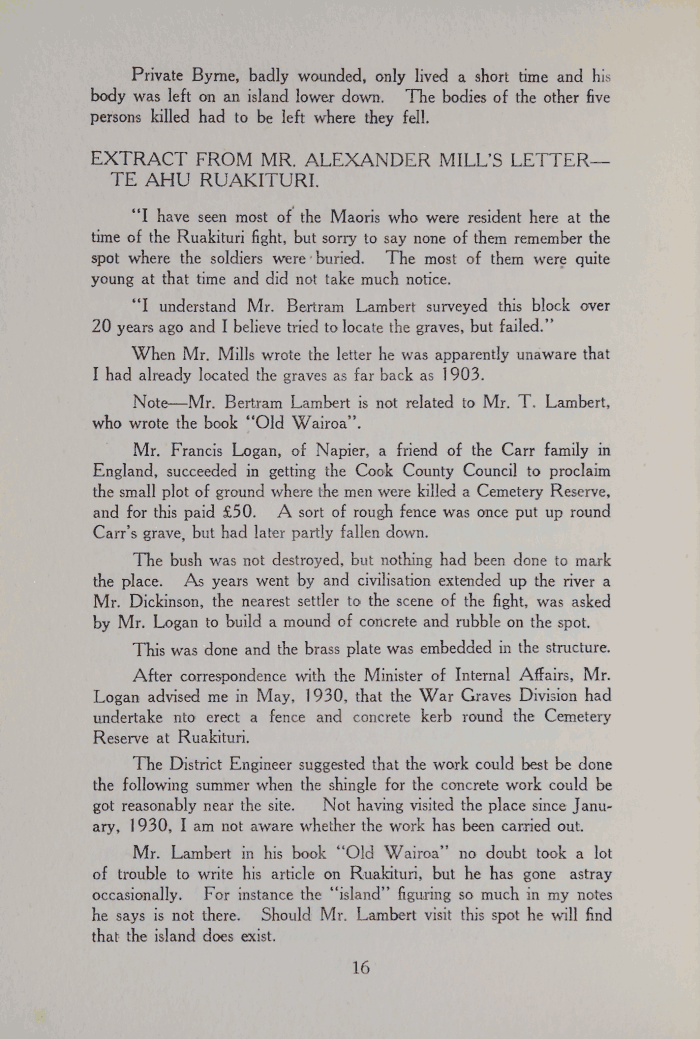 Private Byrne, badly wounded, only lived a short time and his
body was left on an island lower down. The bodies of the other five
persons killed had to be left where they fell.
EXTRACT FROM MR. ALEXANDER MILL'S LETTER—
TE AHU RUAKITURI.
"I have seen most of the Maoris who were resident here at the
time of the Ruakituri fight, but sorry to say none of them remember the
spot where the soldiers were buried. The most of them were quite
young at that time and did not take much notice.
"I understand Mr. Bertram Lambert surveyed this block over
20 years ago and I believe tried to locate the graves, but failed."
When Mr. Mills wrote the letter he was apparently unaware that
I had already located the graves as far back as 1903.
Note—Mr. Bertram Lambert is not related to Mr. T. Lambert,
who wrote the book "Old Wairoa".
Mr. Francis Logan, of Napier, a friend of the Carr family in
England, succeeded in getting the Cook County Council to proclaim
the small plot of ground where the men were killed a Cemetery Reserve,
and for this paid £50. A sort of rough fence was once put up round
Carr's grave, but had later partly fallen down.
The bush was not destroyed, but nothing had been done to mark
the place. As years went by and civilisation extended up the river a
Mr. Dickinson, the nearest settler to the scene of the fight, was asked
by Mr. Logan to build a mound of concrete and rubble on the spot.
This was done and the brass plate was embedded in the structure.
After correspondence with the Minister of Internal Affairs, Mr.
Logan advised me in May, 1930, that the War Graves Division had
undertake nto erect a fence and concrete kerb round the Cemetery
Reserve at Ruakituri.
The District Engineer suggested that the work could best be done
the following summer when the shingle for the concrete work could be
got reasonably near the site. Not having visited the place since Janu-
ary, 1930, I am not aware whether the work has been carried out.
Mr. Lambert in his book "Old Wairoa" no doubt took a lot
of trouble to write his article on Ruakituri, but he has gone astray
occasionally. For instance the "island" figuring so much in my notes
he says is not there. Should Mr. Lambert visit this spot he will find
that the island does exist.
16